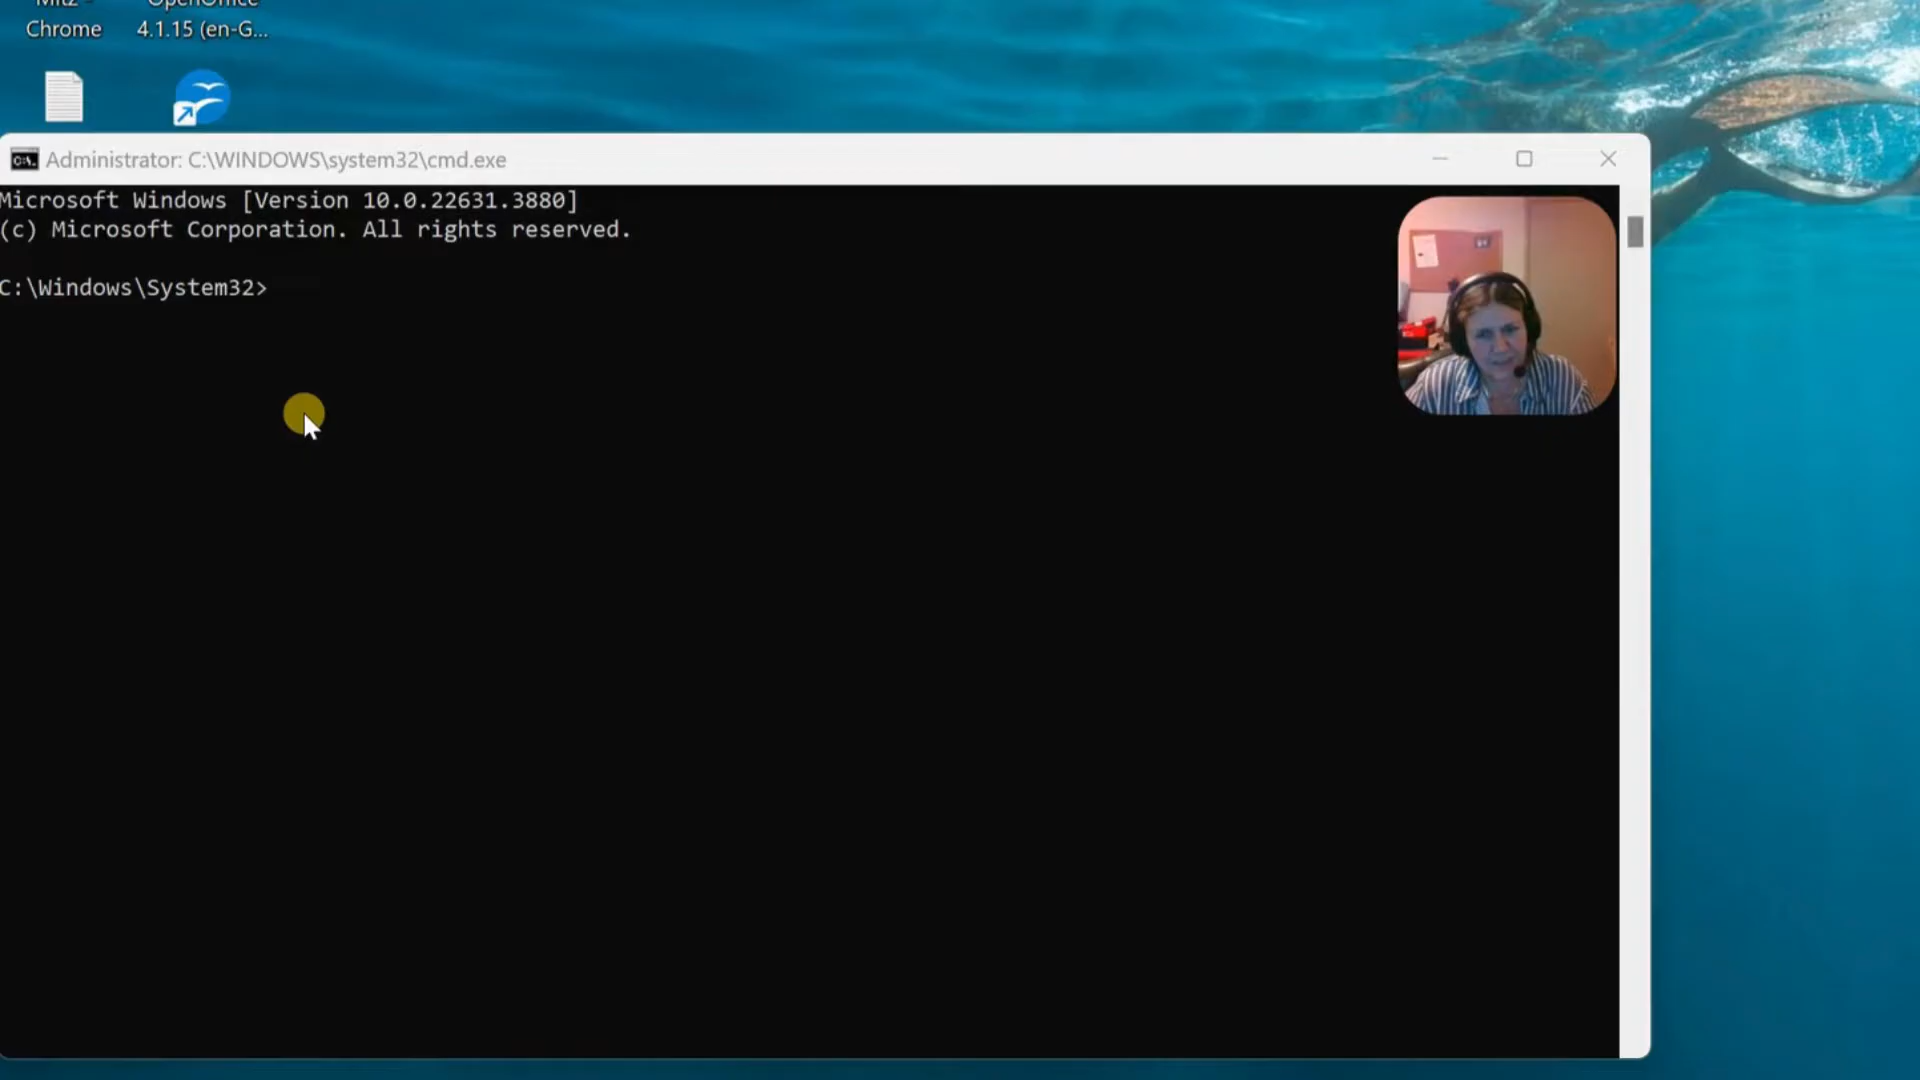 Chrome
4.1.15 (en-G...
Administrator: C:\WINDOWS\system32\cmd.exe
Microsoft Windows [Version 10.0.22631.3880]
(c) Microsoft Corporation. All rights reserved.
C:\Windows\System32>